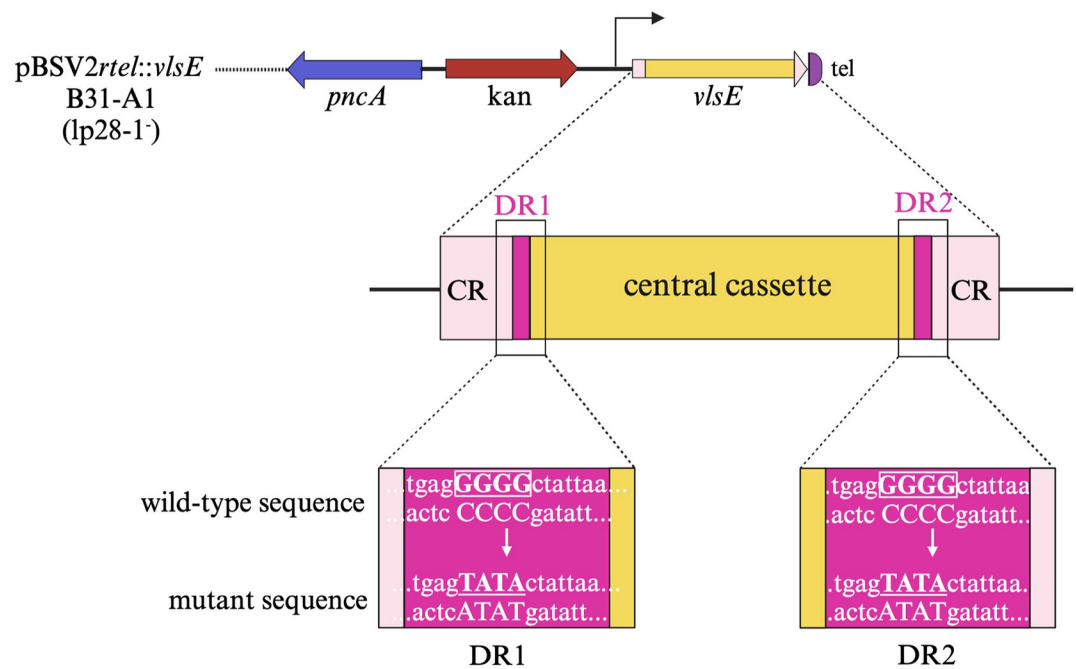 pBSV2rtel::vlsE
B31-A1
(lp28-1-)
pncA
kan
vlsE
tel
DR1
DR2
CR
central cassette
CR
wild-type sequence
...tgagGGGGctattaa...
...actc CCCCgatatt...
.tgagGGGGctattaa
.actc CCCCgatatt..
mutant sequence
..tgagTATActattaa...
..actcATATgatatt...
..tgagTATActattaa.
..actcATATgatatt..
DR1
DR2